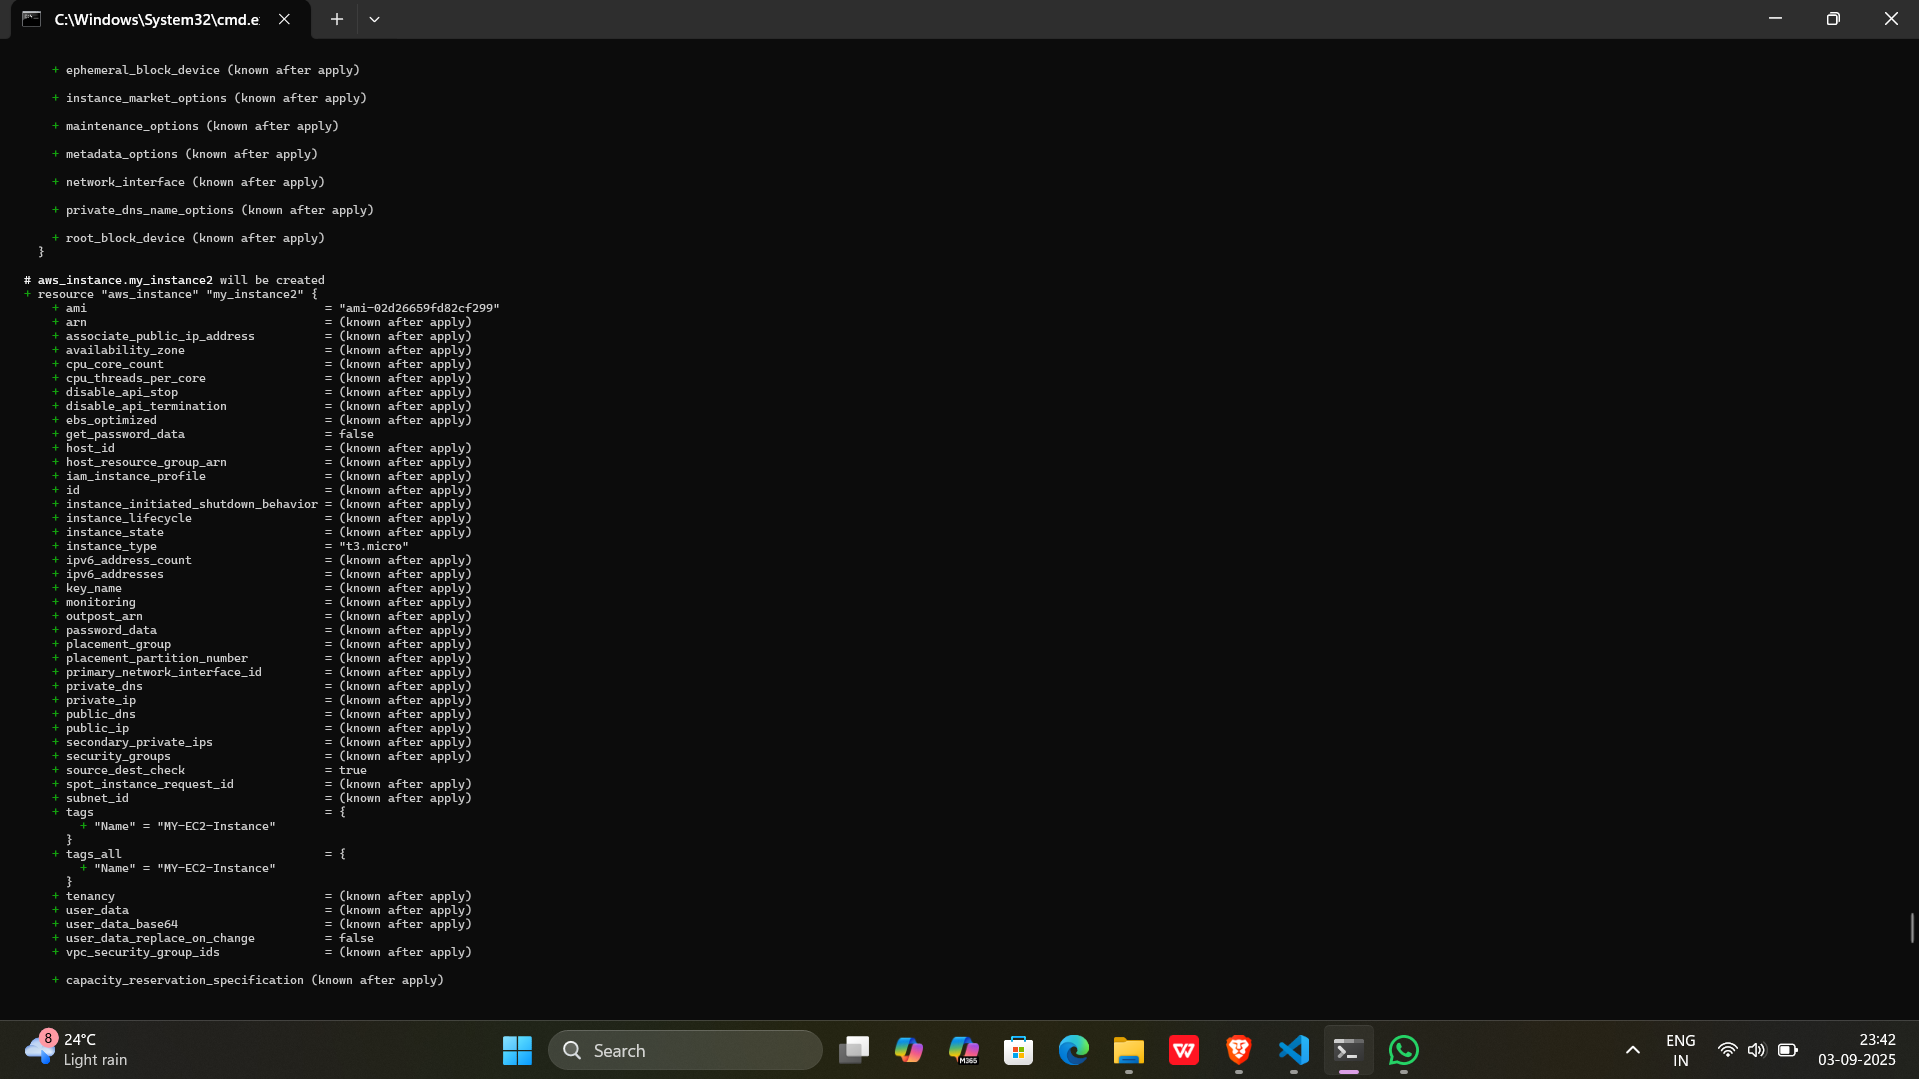 C:\Windows\System32\cmd.e
+ ephemeral_block_device (known after apply)
+ instance_market_options (known after apply)
+ maintenance_options (known after apply)
+ metadata_options (known after apply)
+ network_interface (known after apply)
+ private_dns_name_options (known after apply)
+ root_block_device (known after apply)
}
# aws_instance.my_instance2 will be created
+ resource "aws_instance" "my_instance2" {
+ ami = "ami-02d26659fd82cf299"
+ arn = (known after apply)
+ associate_public_ip_address = (known after apply)
+ availability_zone = (known after apply)
+ cpu_core_count = (known after apply)
+ cpu_threads_per_core = (known after apply)
+ disable_api_stop = (known after apply)
+ disable_api_termination = (known after apply)
+ ebs_optimized = (known after apply)
+ get_password_data = false
+ host_id = (known after apply)
+ host_resource_group_arn = (known after apply)
+ iam_instance_profile = (known after apply)
+ id = (known after apply)
+ instance_initiated_shutdown_behavior = (known after apply)
+ instance_lifecycle = (known after apply)
+ instance_state = (known after apply)
+ instance_type = "t3.micro"
+ ipv6_address_count = (known after apply)
+ ipv6_addresses = (known after apply)
+ key_name = (known after apply)
+ monitoring = (known after apply)
+ outpost_arn = (known after apply)
+ password_data = (known after apply)
+ placement_group = (known after apply)
+ placement_partition_number = (known after apply)
+ primary_network_interface_id = (known after apply)
+ private_dns = (known after apply)
+ private_ip = (known after apply)
+ public_dns = (known after apply)
+ public_ip = (known after apply)
+ secondary_private_ips = (known after apply)
+ security_groups = (known after apply)
+ source_dest_check = true
+ spot_instance_request_id = (known after apply)
+ subnet_id = (known after apply)
+ tags = {
+ "Name" = "MY-EC2-Instance"
}
+ tags_all = {
+ "Name" = "MY-EC2-Instance"
}
+ tenancy = (known after apply)
+ user_data = (known after apply)
+ user_data_base64 = (known after apply)
+ user_data_replace_on_change = false
+ vpc_security_group_ids = (known after apply)
+ capacity_reservation_specification (known after apply)
8
24°C
Light rain
Search
M365
W
ENG
IN
23:42
03-09-2025